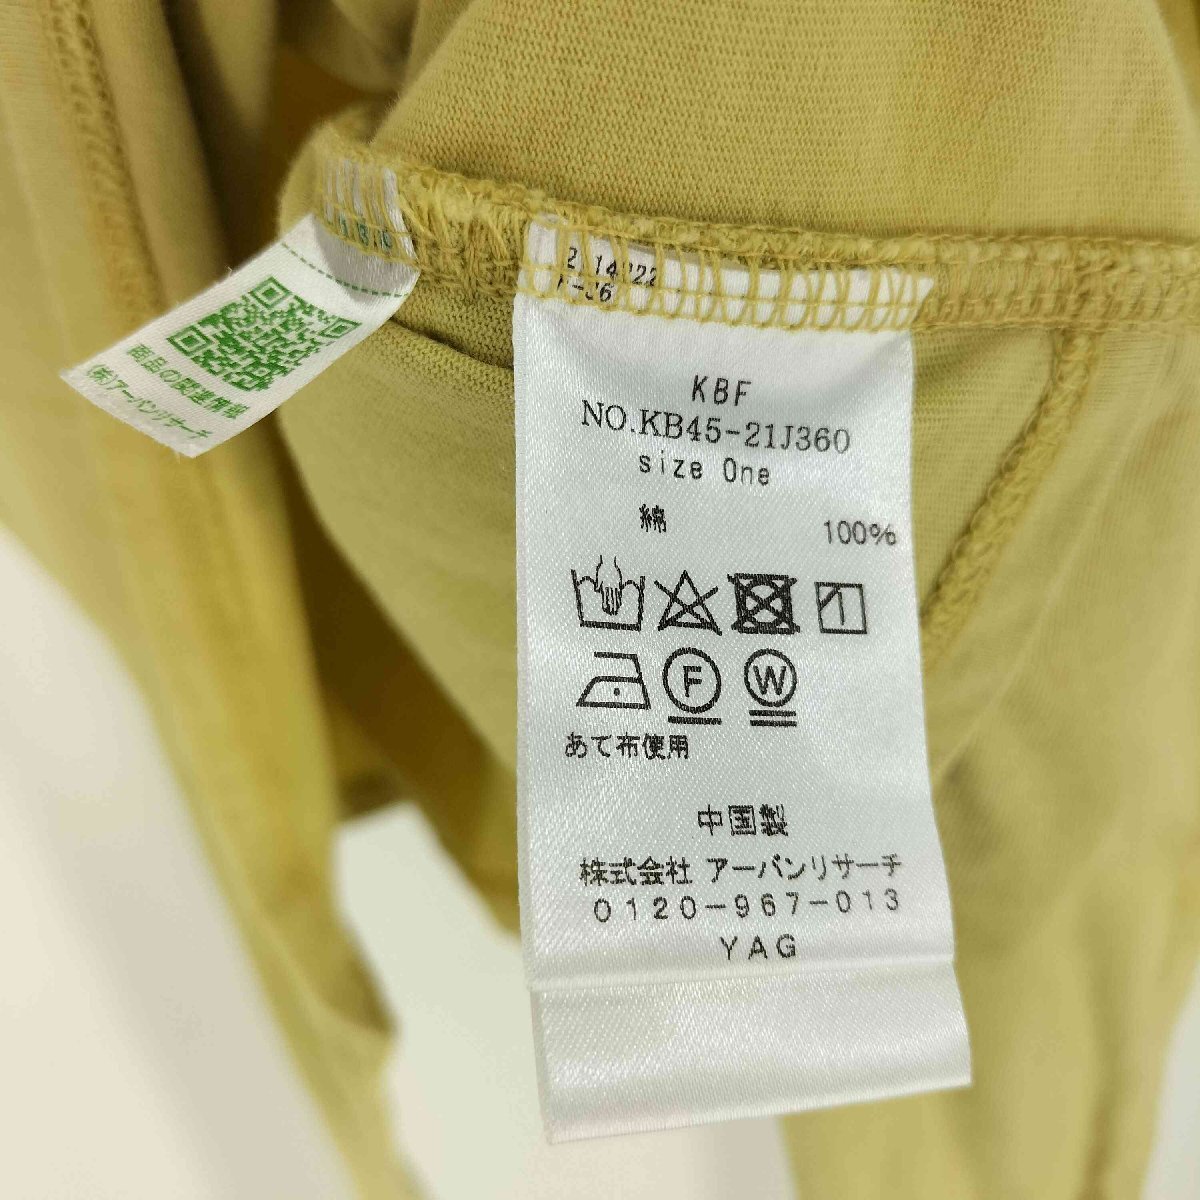 商品の関連情報
(株)アーバンリサーチ
KBF
NO.KB45-21J360
size One
綿 100%
F W
あて布使用
中国製
株式会社 アーバンリサーチ
0120-967-013
YAG